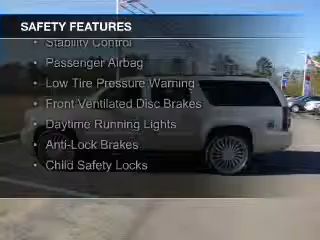 SAFETY FEATURES
• Stability Control
• Passenger Airbag
• Low Tire Pressure Warning
• Front Ventilated Disc Brakes
• Daytime Running Lights
• Anti-Lock Brakes
• Child Safety Locks